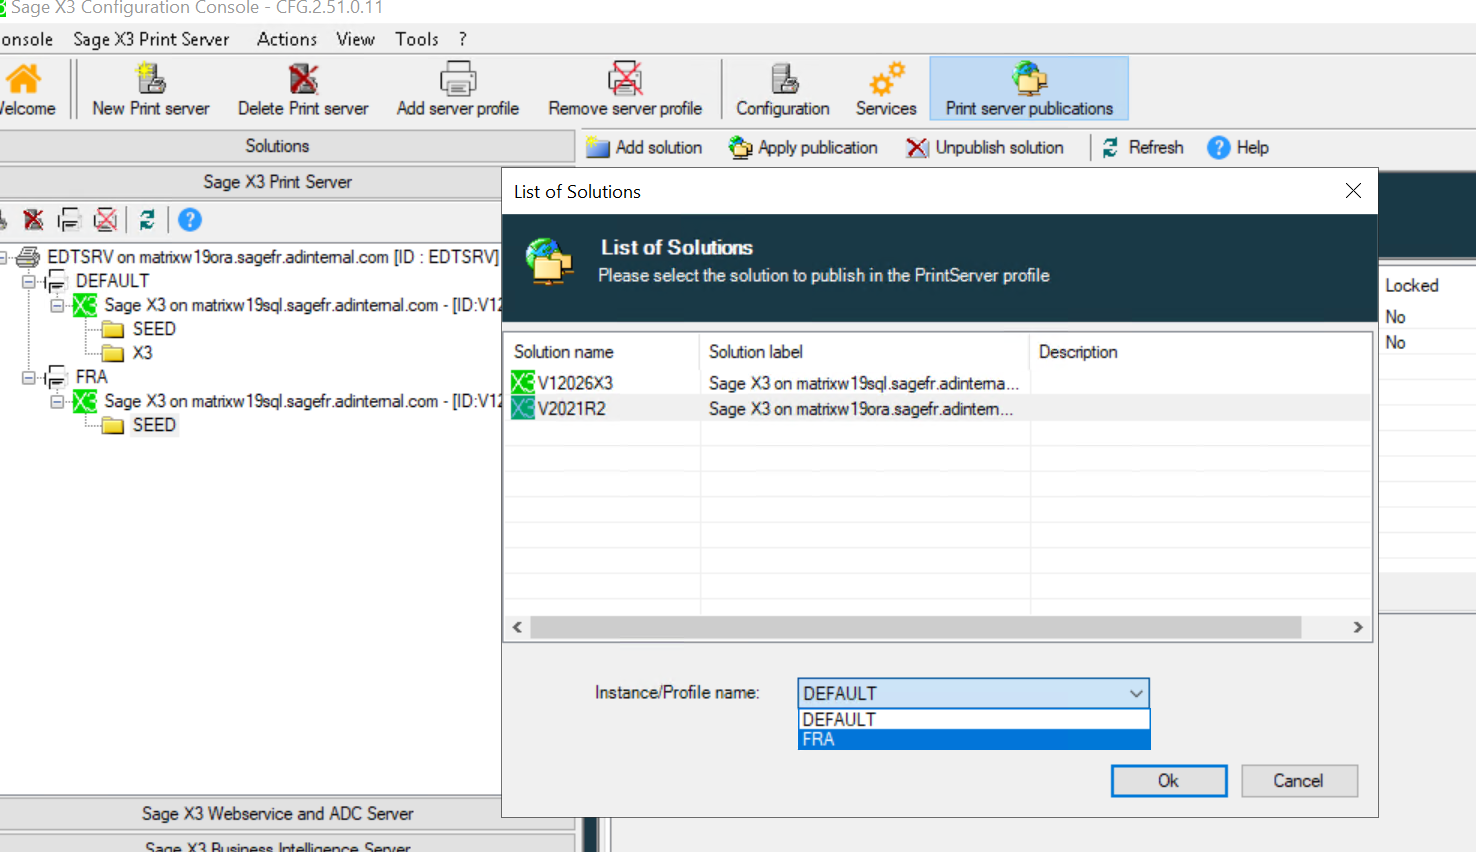 Sage X3 Configuration Console - CFG.2.51.0.11
onsole Sage X3 Print Server Actions View Tools ?
elcome New Print server Delete Print server Add server profile Remove server profile Configuration Services Print server publications
Solutions
Add solution Apply publication Unpublish solution Refresh Help
Sage X3 Print Server
EDTSRV on matrixw19ora.sagefr.adinternal.com [ID : EDTSRV]
DEFAULT
Sage X3 on matrixw19sql.sagefr.adinternal.com - [ID:V12
SEED
X3
FRA
Sage X3 on matrixw19sql.sagefr.adinternal.com - [ID:V12
SEED
Sage X3 Webservice and ADC Server
Sage X3 Business Intelligence Server
List of Solutions
List of Solutions
Please select the solution to publish in the PrintServer profile
Solution name Solution label Description
X3 V12026X3 Sage X3 on matrixw19sql.sagefr.adinterna...
X3 V2021R2 Sage X3 on matrixw19ora.sagefr.adintern...
Instance/Profile name: DEFAULT
DEFAULT
FRA
Ok Cancel
Locked
No
No